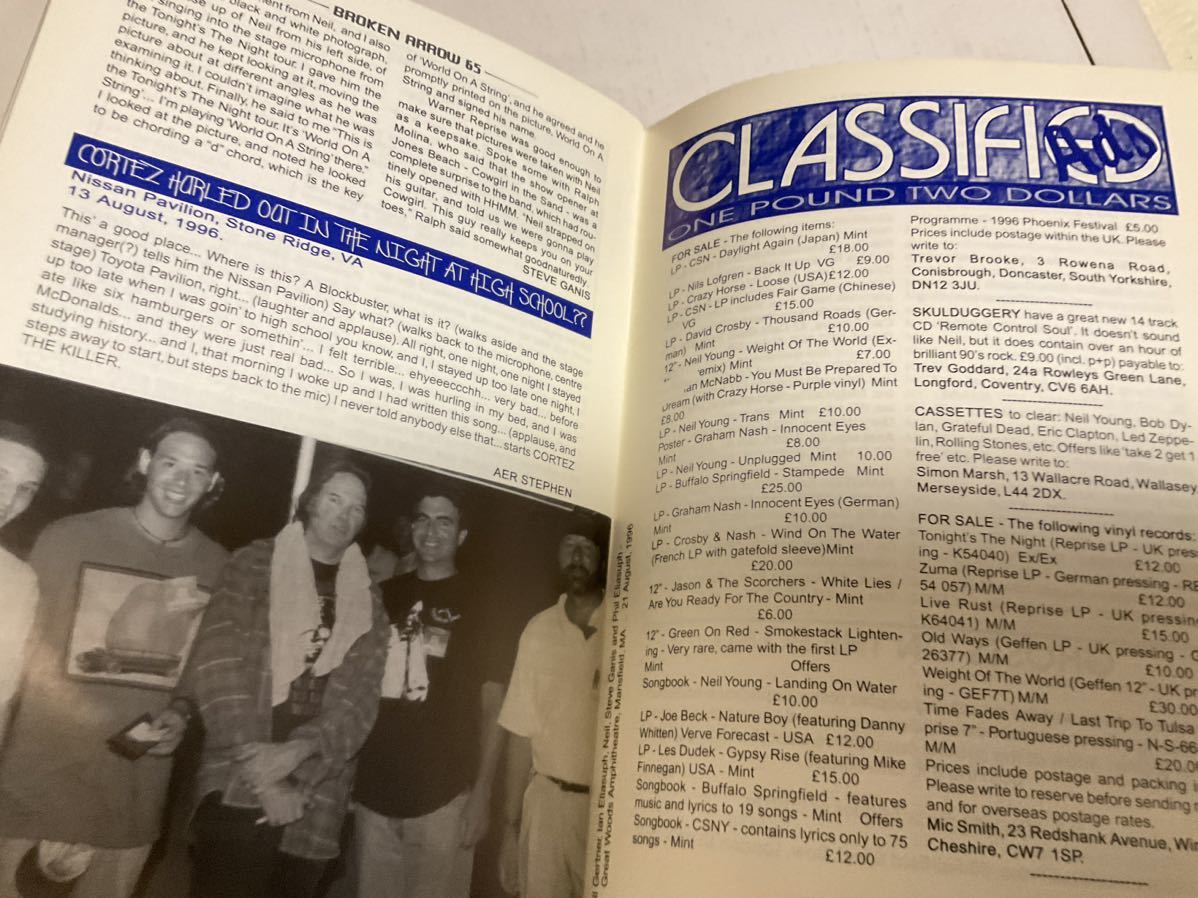 BROKEN ARROW 65
ment from Neil, and I also
black and white photograph,
se up of Neil from his left side, of
singing into the stage microphone from
the Tonight's The Night tour. I gave him the
picture, and he kept looking at it, moving the
picture about at different angles as he was
examining it. I couldn't imagine what he was
thinking about. Finally, he said to me "This is
the Tonight's The Night tour. It's 'World On A
String'... I'm playing 'World On A String' there."
I looked at the picture, and noted he looked
to be chording a "d" chord, which is the key
of 'World On A String', and he agreed and he
promptly printed on the picture, World On A
String and signed his name.
Warner Reprise was good enough to
make sure that pictures were taken with Neil
as a keepsake. Spoke some with Ralph
Molina, who said that the show opener at
Jones Beach - Cowgirl in the Sand - was a
complete surprise to the band, which had rou-
tinely opened with HHMM. "Neil strapped on
his guitar, and told us we were gonna play
Cowgirl. This guy really keeps you on your
toes," Ralph said somewhat goodnaturedly.
STEVE GANIS
CORTEZ HURLED OUT IN THE NIGHT AT HIGH SCHOOL??
Nissan Pavilion, Stone Ridge, VA
13 August, 1996.
This' a good place... Where is this? A Blockbuster, what is it? (walks aside and the stage
manager(?) tells him the Nissan Pavilion) Say what? (walks back to the microphone, centre
stage) Toyota Pavilion, right... (laughter and applause). All right, one night, one night I stayed
up too late when I was goin' to high school you know, and I, I stayed up too late one night. I
ate like six hamburgers or somethin'... I felt terrible... ehyeeeccchh... very bad... before
McDonalds... and they were just real bad... So I was, I was hurling in my bed, and I was
studying history... and I, that morning I woke up and I had written this song... (applause, and
steps away to start, but steps back to the mic) I never told anybody else that... starts CORTEZ
THE KILLER.
AER STEPHEN
il Gertner, Ian Eliasuph, Neil, Steve Ganis and Phil Eliasuph -
Great Woods Amphitheatre, Mansfield, MA - 21 August, 1996
CLASSIFIED
Ads
ONE POUND TWO DOLLARS
FOR SALE - The following items:
LP - CSN - Daylight Again (Japan) Mint
£18.00
LP - Nils Lofgren - Back It Up VG £9.00
LP - Crazy Horse - Loose (USA) £12.00
LP - CSN - LP includes Fair Game (Chinese)
VG £15.00
LP - David Crosby - Thousand Roads (Ger-
man) Mint £10.00
12" - Neil Young - Weight Of The World (Ex-
emix) Mint £7.00
an McNabb - You Must Be Prepared To
Dream (with Crazy Horse - Purple vinyl) Mint
£8.00
LP - Neil Young - Trans Mint £10.00
Poster - Graham Nash - Innocent Eyes
Mint £8.00
LP - Neil Young - Unplugged Mint 10.00
LP - Buffalo Springfield - Stampede Mint
£25.00
LP - Graham Nash - Innocent Eyes (German)
Mint £10.00
LP - Crosby & Nash - Wind On The Water
(French LP with gatefold sleeve)Mint
£20.00
12" - Jason & The Scorchers - White Lies /
Are You Ready For The Country - Mint
£6.00
12" - Green On Red - Smokestack Lighten-
ing - Very rare, came with the first LP
Mint Offers
Songbook - Neil Young - Landing On Water
£10.00
LP - Joe Beck - Nature Boy (featuring Danny
Whitten) Verve Forecast - USA £12.00
LP - Les Dudek - Gypsy Rise (featuring Mike
Finnegan) USA - Mint £15.00
Songbook - Buffalo Springfield - features
music and lyrics to 19 songs - Mint Offers
Songbook - CSNY - contains lyrics only to 75
songs - Mint
£12.00
Programme - 1996 Phoenix Festival £5.00
Prices include postage within the UK. Please
write to:
Trevor Brooke, 3 Rowena Road,
Conisbrough, Doncaster, South Yorkshire,
DN12 3JU.
SKULDUGGERY have a great new 14 track
CD 'Remote Control Soul'. It doesn't sound
like Neil, but it does contain over an hour of
brilliant 90's rock. £9.00 (incl. p+p) payable to:
Trev Goddard, 24a Rowleys Green Lane,
Longford, Coventry, CV6 6AH.
CASSETTES to clear: Neil Young, Bob Dy-
lan, Grateful Dead, Eric Clapton, Led Zeppe-
lin, Rolling Stones, etc. Offers like 'take 2 get 1
free' etc. Please write to:
Simon Marsh, 13 Wallacre Road, Wallasey,
Merseyside, L44 2DX.
FOR SALE - The following vinyl records:
Tonight's The Night (Reprise LP - UK press
ing - K54040) Ex/Ex £12.00
Zuma (Reprise LP - German pressing - RE
54 057) M/M £12.00
Live Rust (Reprise LP - UK pressing
K64041) M/M £15.00
Old Ways (Geffen LP - UK pressing -
26377) M/M £10.00
Weight Of The World (Geffen 12" - UK pr
ing - GEF7T) M/M £30.00
Time Fades Away / Last Trip To Tulsa
prise 7" - Portuguese pressing - N-S-66
M/M £20.0
Prices include postage and packing
Please write to reserve before sending
and for overseas postage rates.
Mic Smith, 23 Redshank Avenue, Win
Cheshire, CW7 1SP.